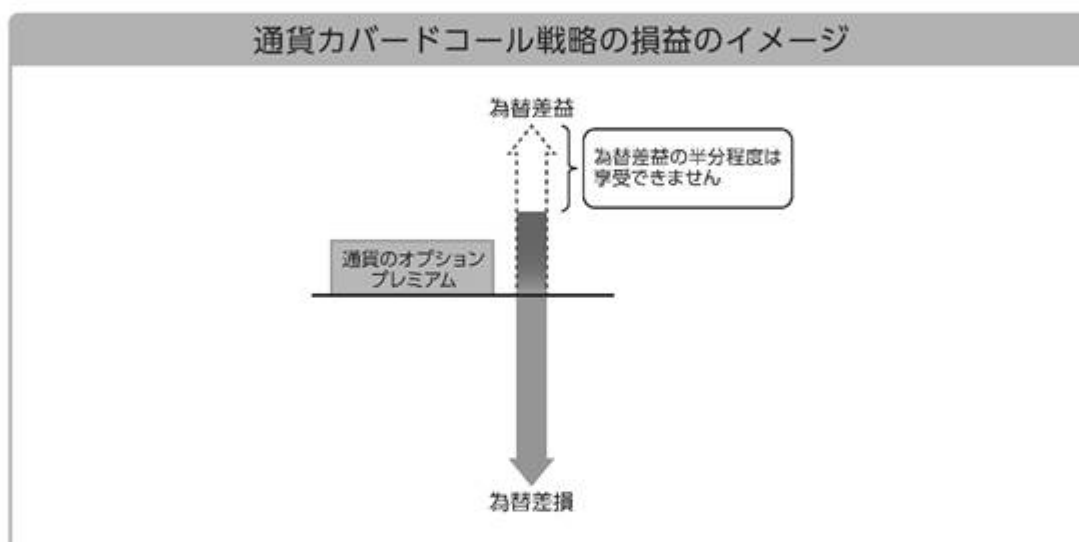 通貨カバードコール戦略の損益のイメージ
為替差益
為替差益の半分程度は
享受できません
通貨のオプション
プレミアム
為替差損